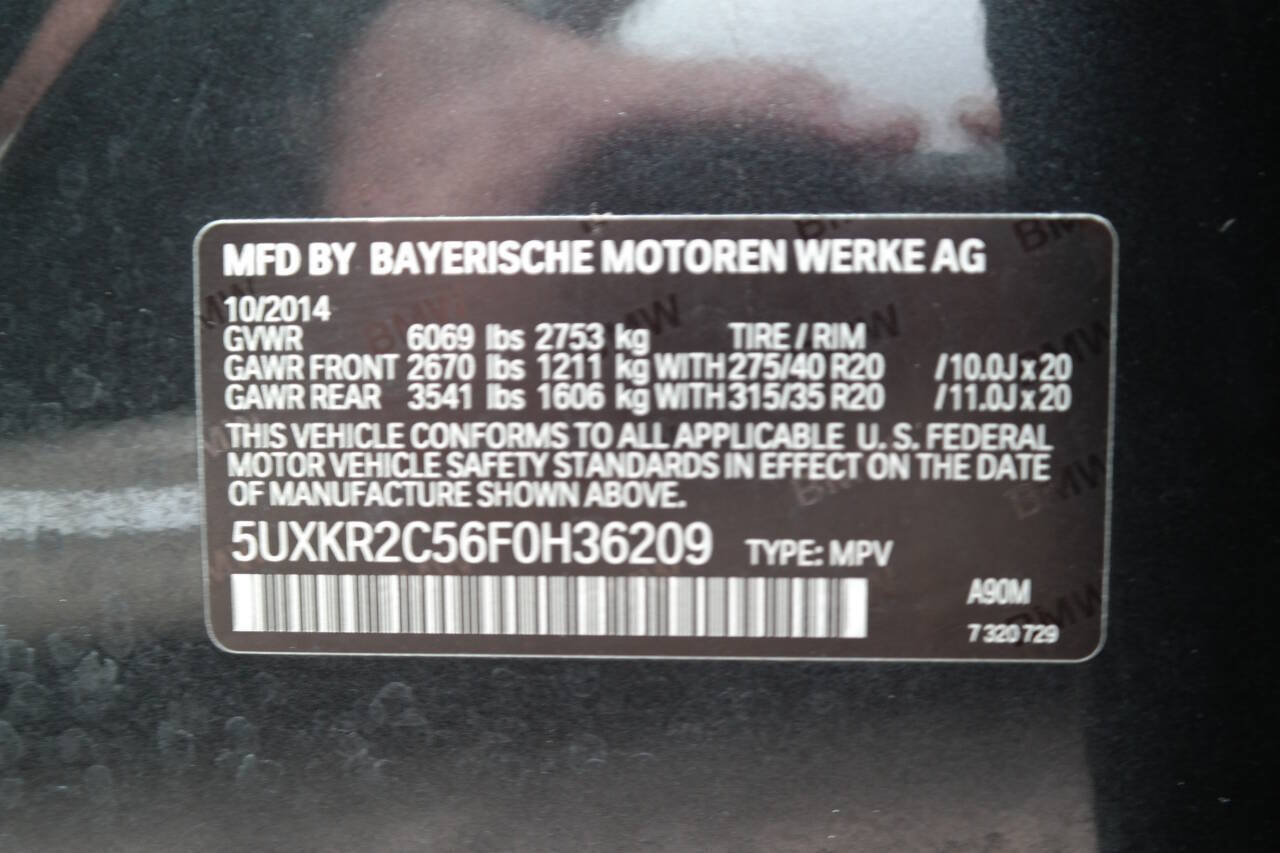 MFD BY BAYERISCHE MOTOREN WERKE AG
10/2014
GVWR 6069 lbs 2753 kg TIRE / RIM
GAWR FRONT 2670 lbs 1211 kg WITH 275/40 R20 /10.0J x 20
GAWR REAR 3541 lbs 1606 kg WITH 315/35 R20 /11.0J x 20
THIS VEHICLE CONFORMS TO ALL APPLICABLE U. S. FEDERAL
MOTOR VEHICLE SAFETY STANDARDS IN EFFECT ON THE DATE
OF MANUFACTURE SHOWN ABOVE.
5UXKR2C56F0H36209 TYPE: MPV
A90M
7 320 729